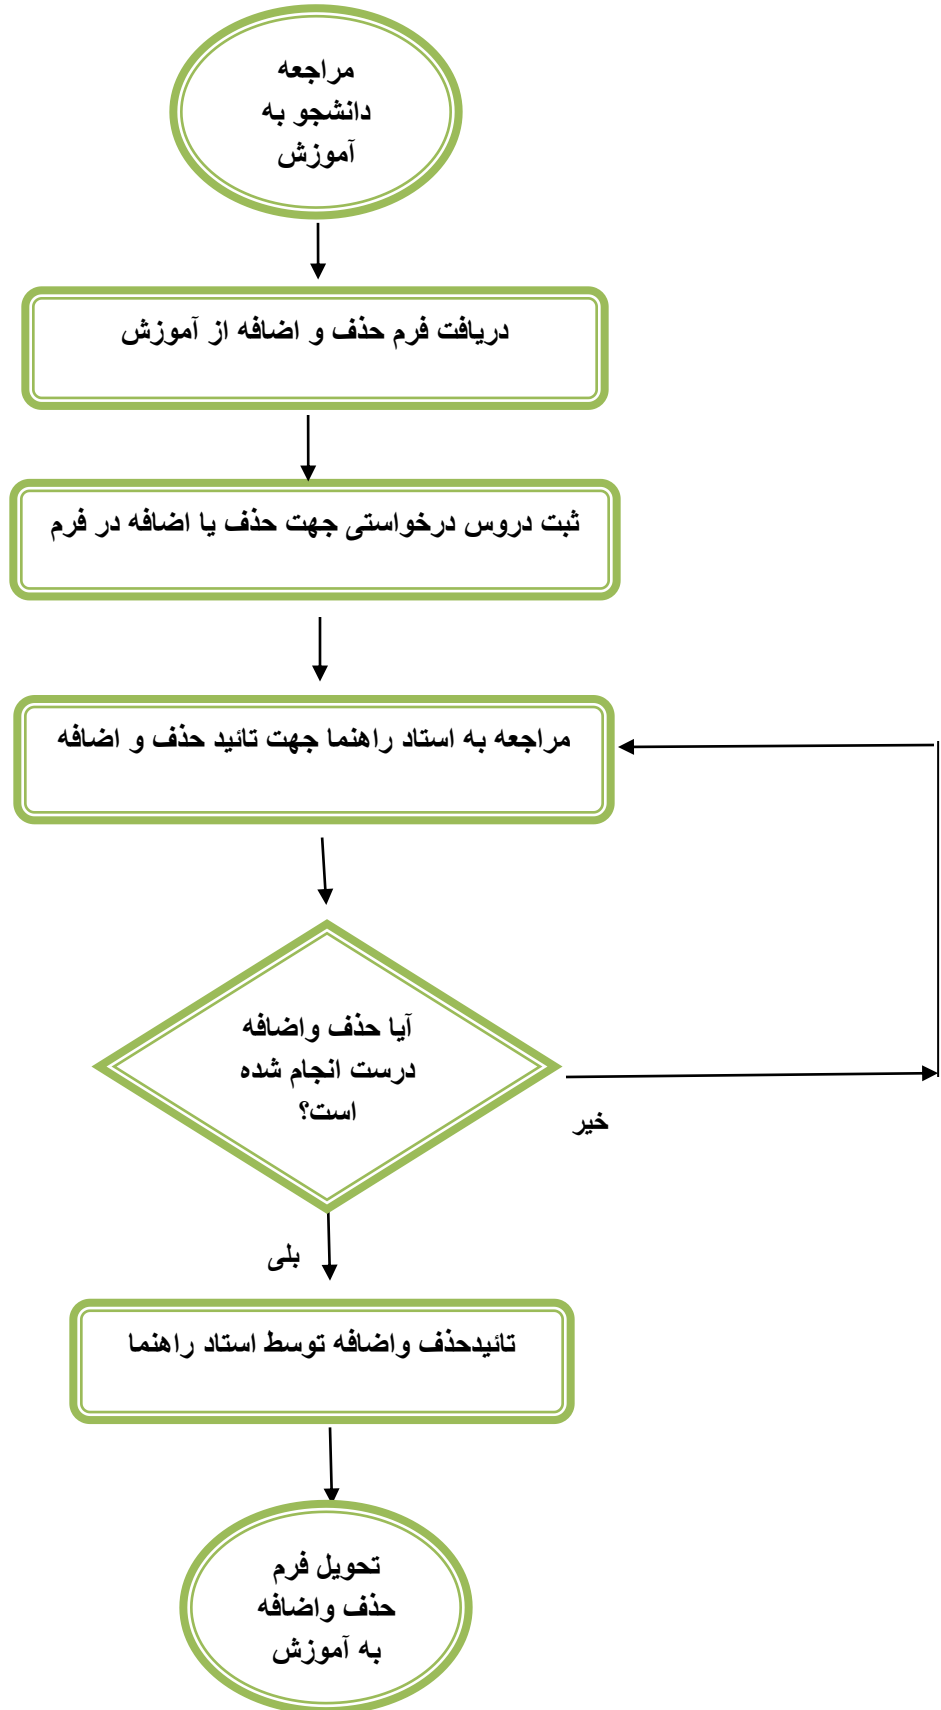 مراجعه
دانشجو به
آموزش
دریافت فرم حذف و اضافه از آموزش
ثبت دروس درخواستی جهت حذف یا اضافه در فرم
مراجعه به استاد راهنما جهت تائید حذف و اضافه
آیا حذف واضافه
درست انجام شده
است؟
خیر
بلی
تائیدحذف واضافه توسط استاد راهنما
تحویل فرم
حذف واضافه
به آموزش